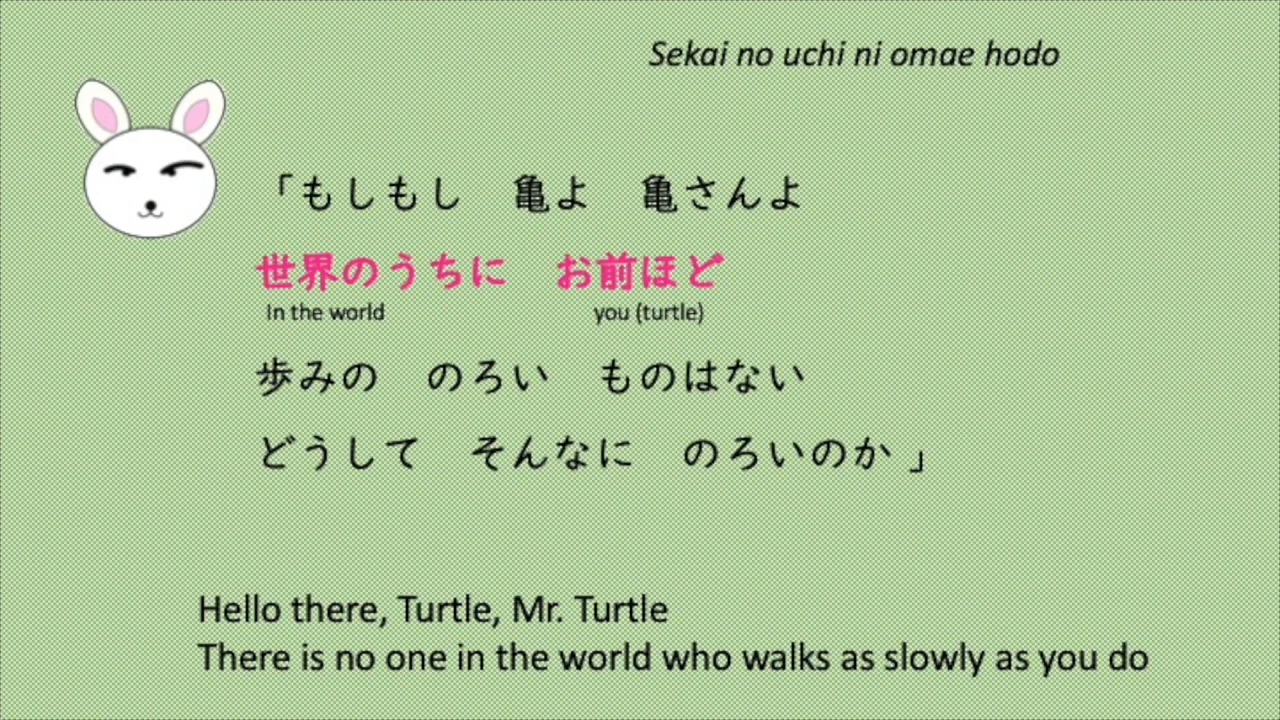 Sekai no uchi ni omae hodo
「もしもし　亀よ　亀さんよ
世界のうちに　お前ほど
In the world you (turtle)
歩みの　のろい　ものはない
どうして　そんなに　のろいのか 」
Hello there, Turtle, Mr. Turtle
There is no one in the world who walks as slowly as you do